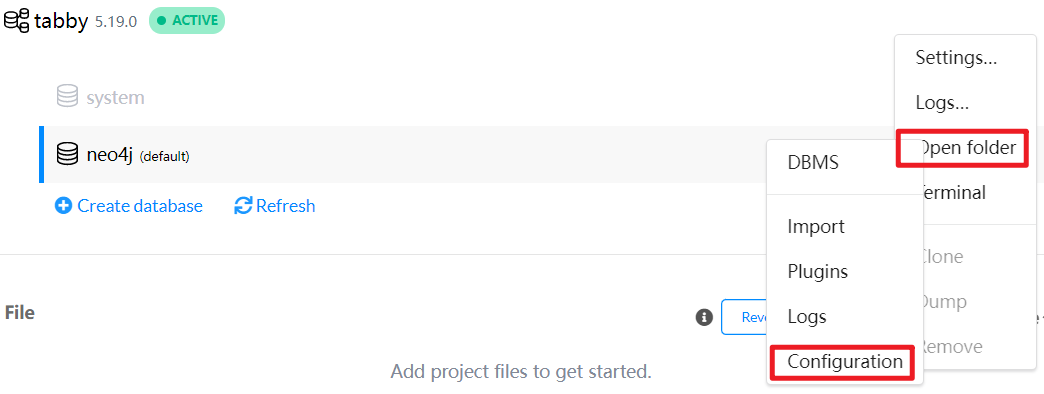 tabby 5.19.0 ACTIVE
system
neo4j (default)
Create database Refresh
Settings...
Logs...
Open folder
Terminal
Clone
Dump
Remove
DBMS
Import
Plugins
Logs
Configuration
File
Add project files to get started.